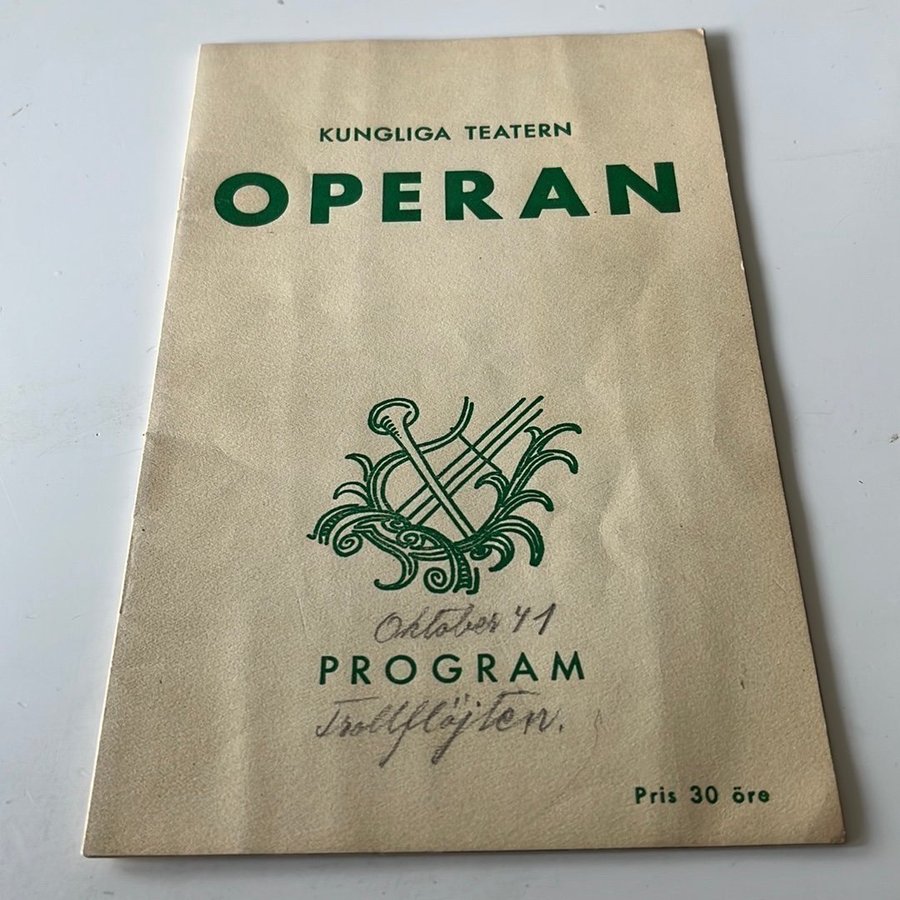 KUNGLIGA TEATERN
OPERAN
Oktober 41
PROGRAM
Trollflöjten.
Pris 30 öre